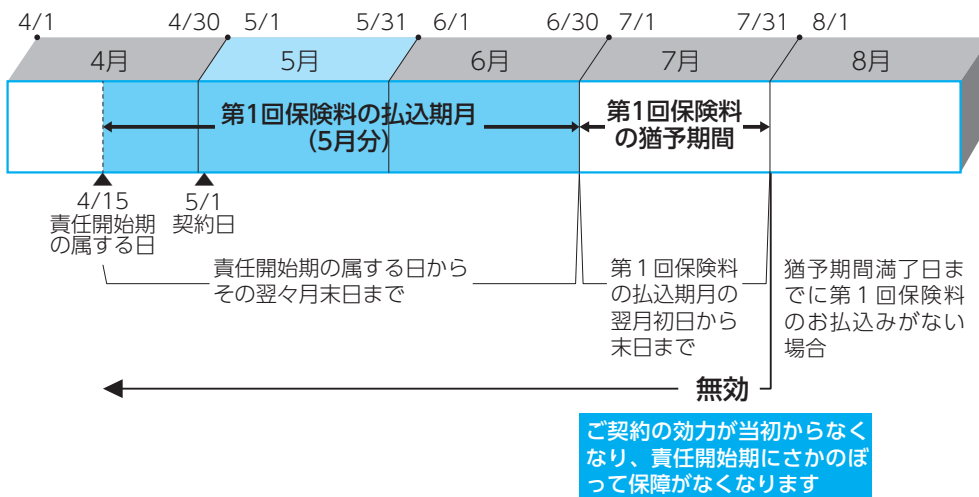 4/1
4/30
5/1
5/31
6/1
6/30
7/1
7/31
8/1
4月
5月
6月
7月
8月
第1回保険料の払込期月
(5月分)
第1回保険料
の猶予期間
4/15
責任開始期
の属する日
5/1
契約日
責任開始期の属する日から
その翌々月末日まで
第１回保険料
の払込期月の
翌月初日から
末日まで
猶予期間満了日ま
でに第１回保険料
のお払込みがない
場合
無効
ご契約の効力が当初からなく
なり、責任開始期にさかのぼ
って保障がなくなります